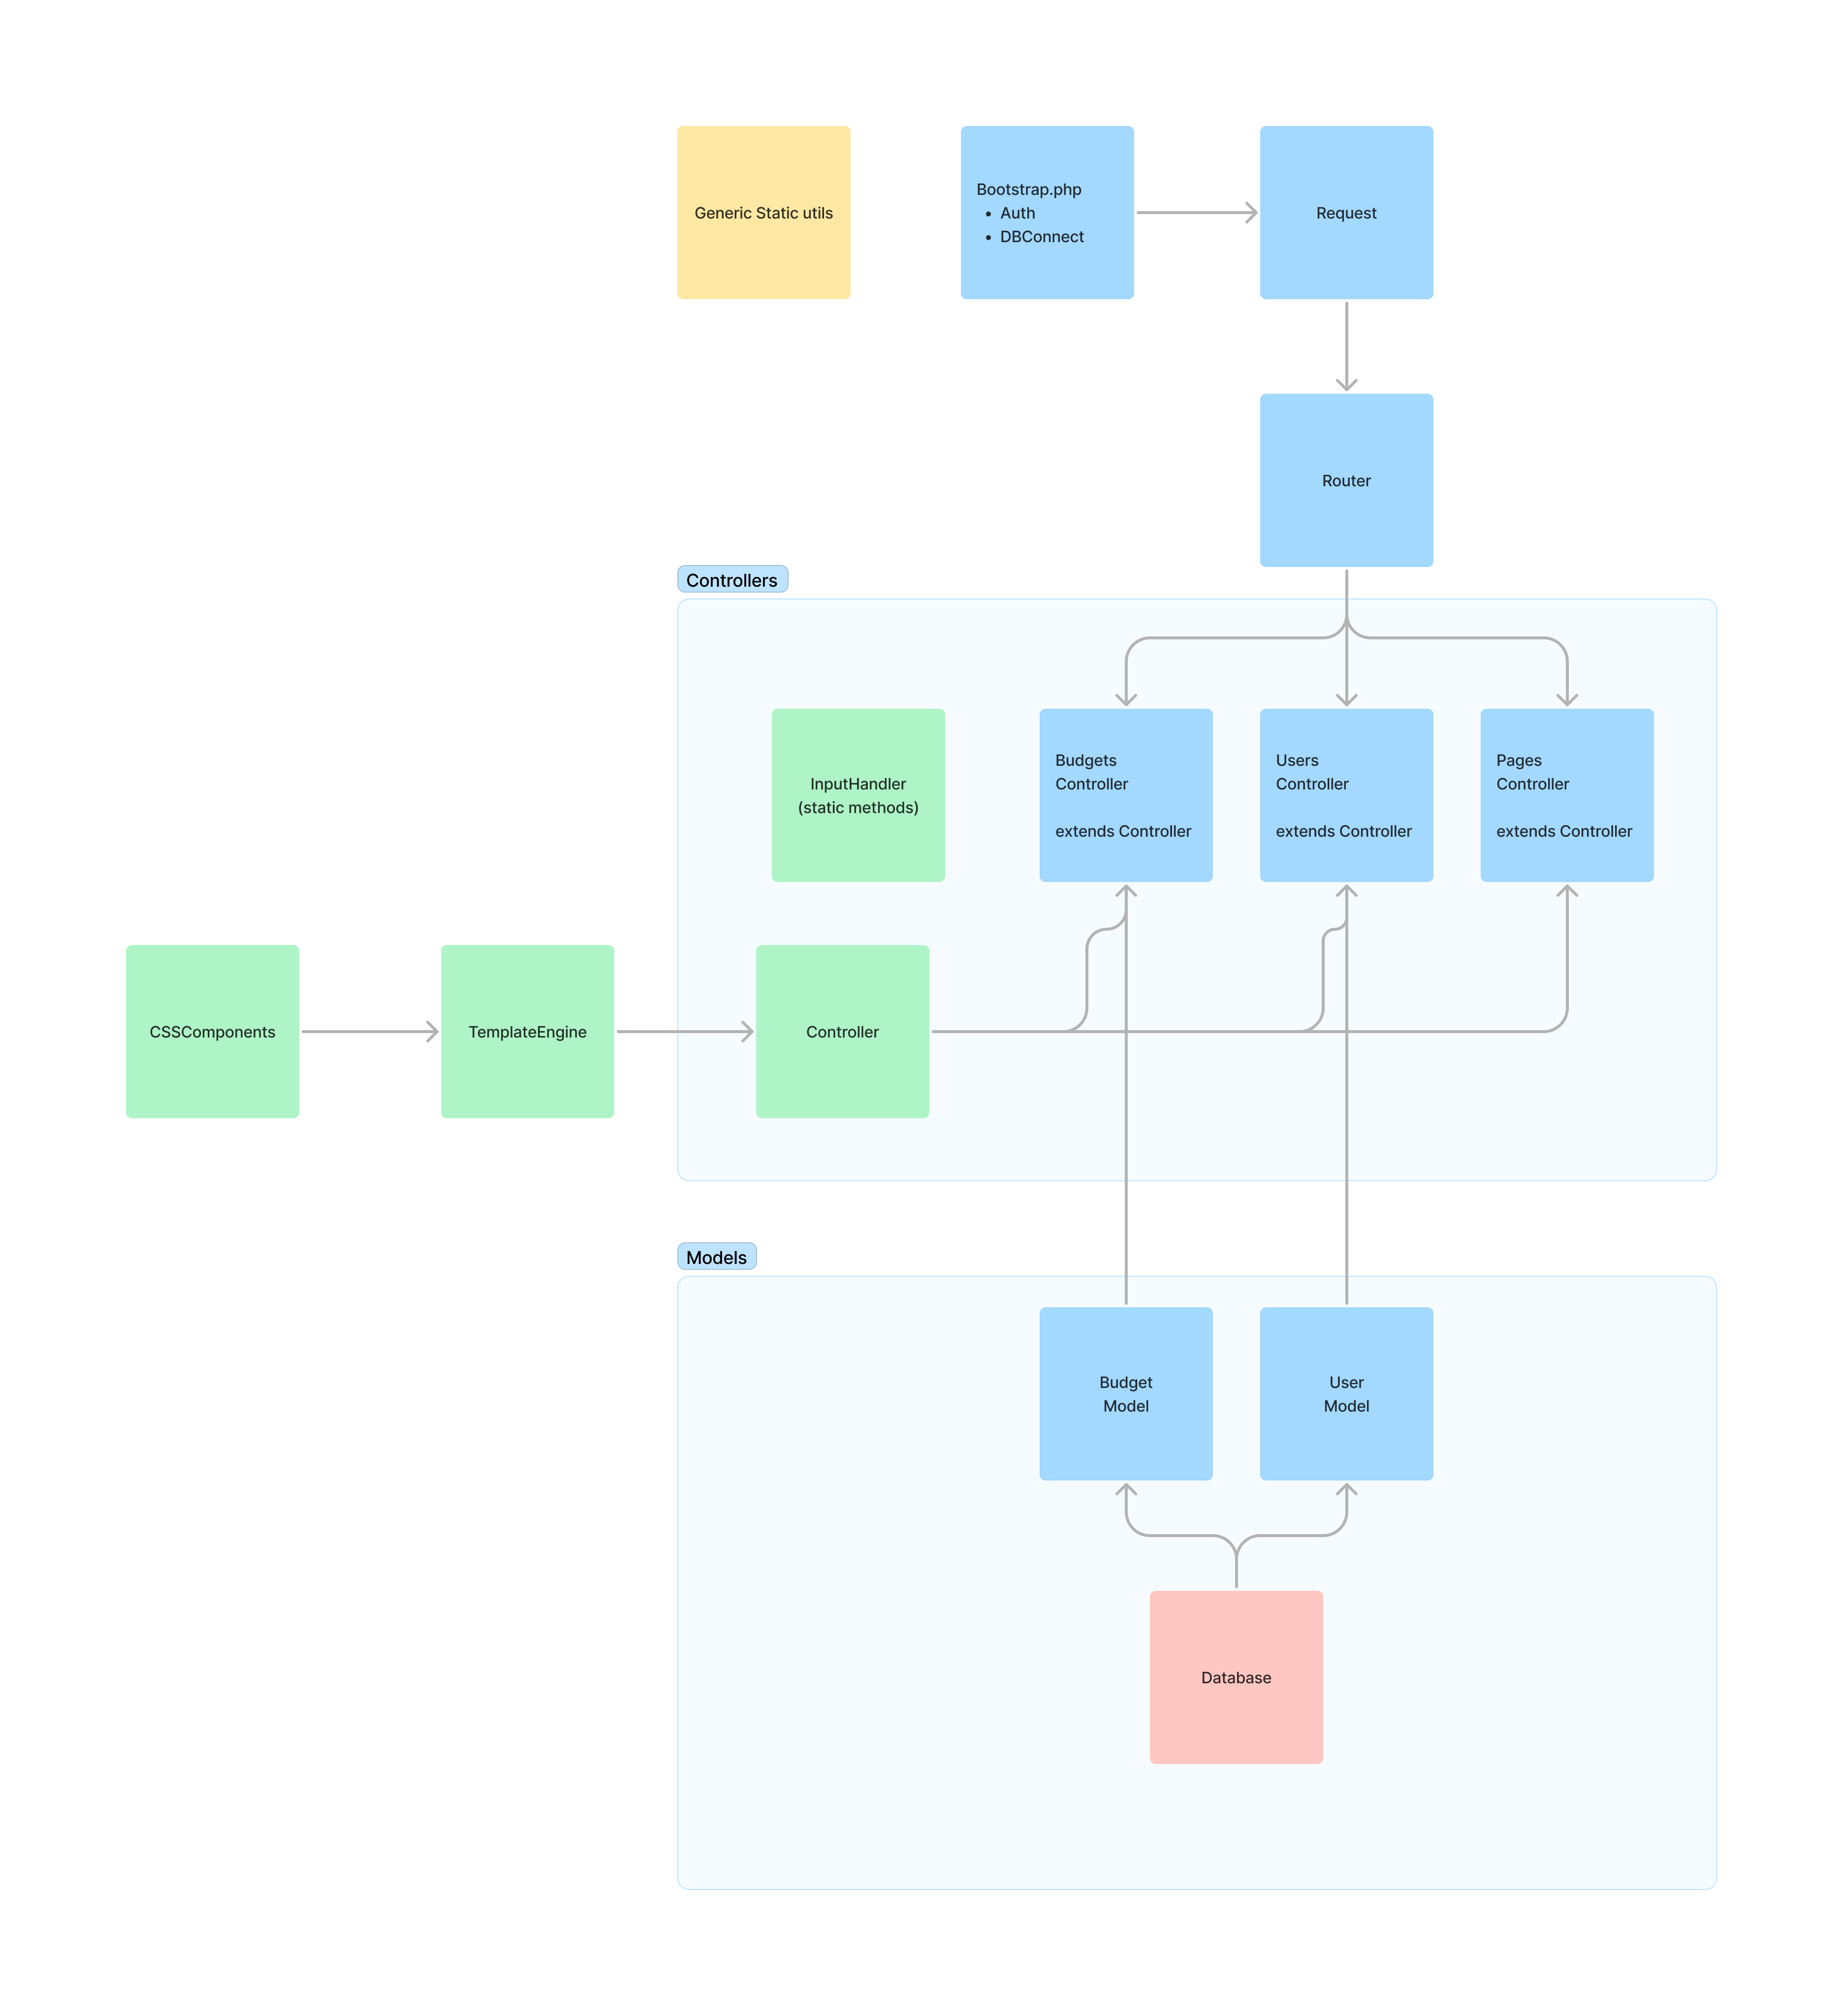 Generic Static utils
Bootstrap.php
• Auth
• DBConnect
Request
Router
Controllers
InputHandler
(static methods)
Budgets
Controller
extends Controller
Users
Controller
extends Controller
Pages
Controller
extends Controller
CSSComponents
TemplateEngine
Controller
Models
Budget
Model
User
Model
Database